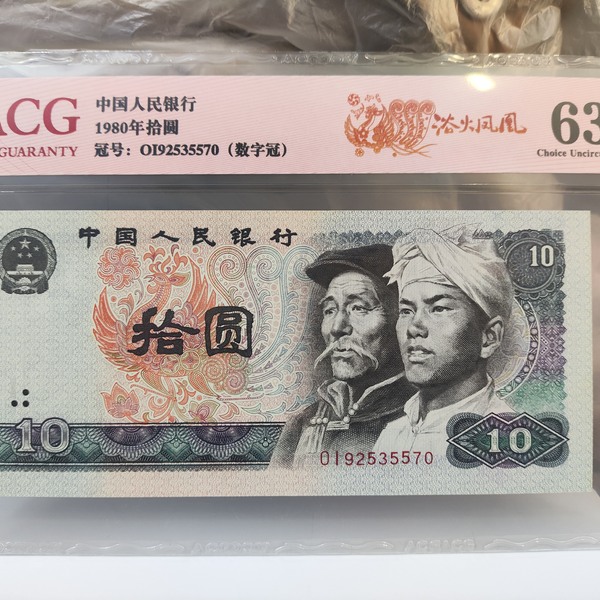 ACG
GUARANTY
中国人民银行
1980年拾圆
冠号: OI92535570 (数字冠)
浴火凤凰
63
Choice Uncirc
中国人民银行
10
拾圆
10
OI92535570
10